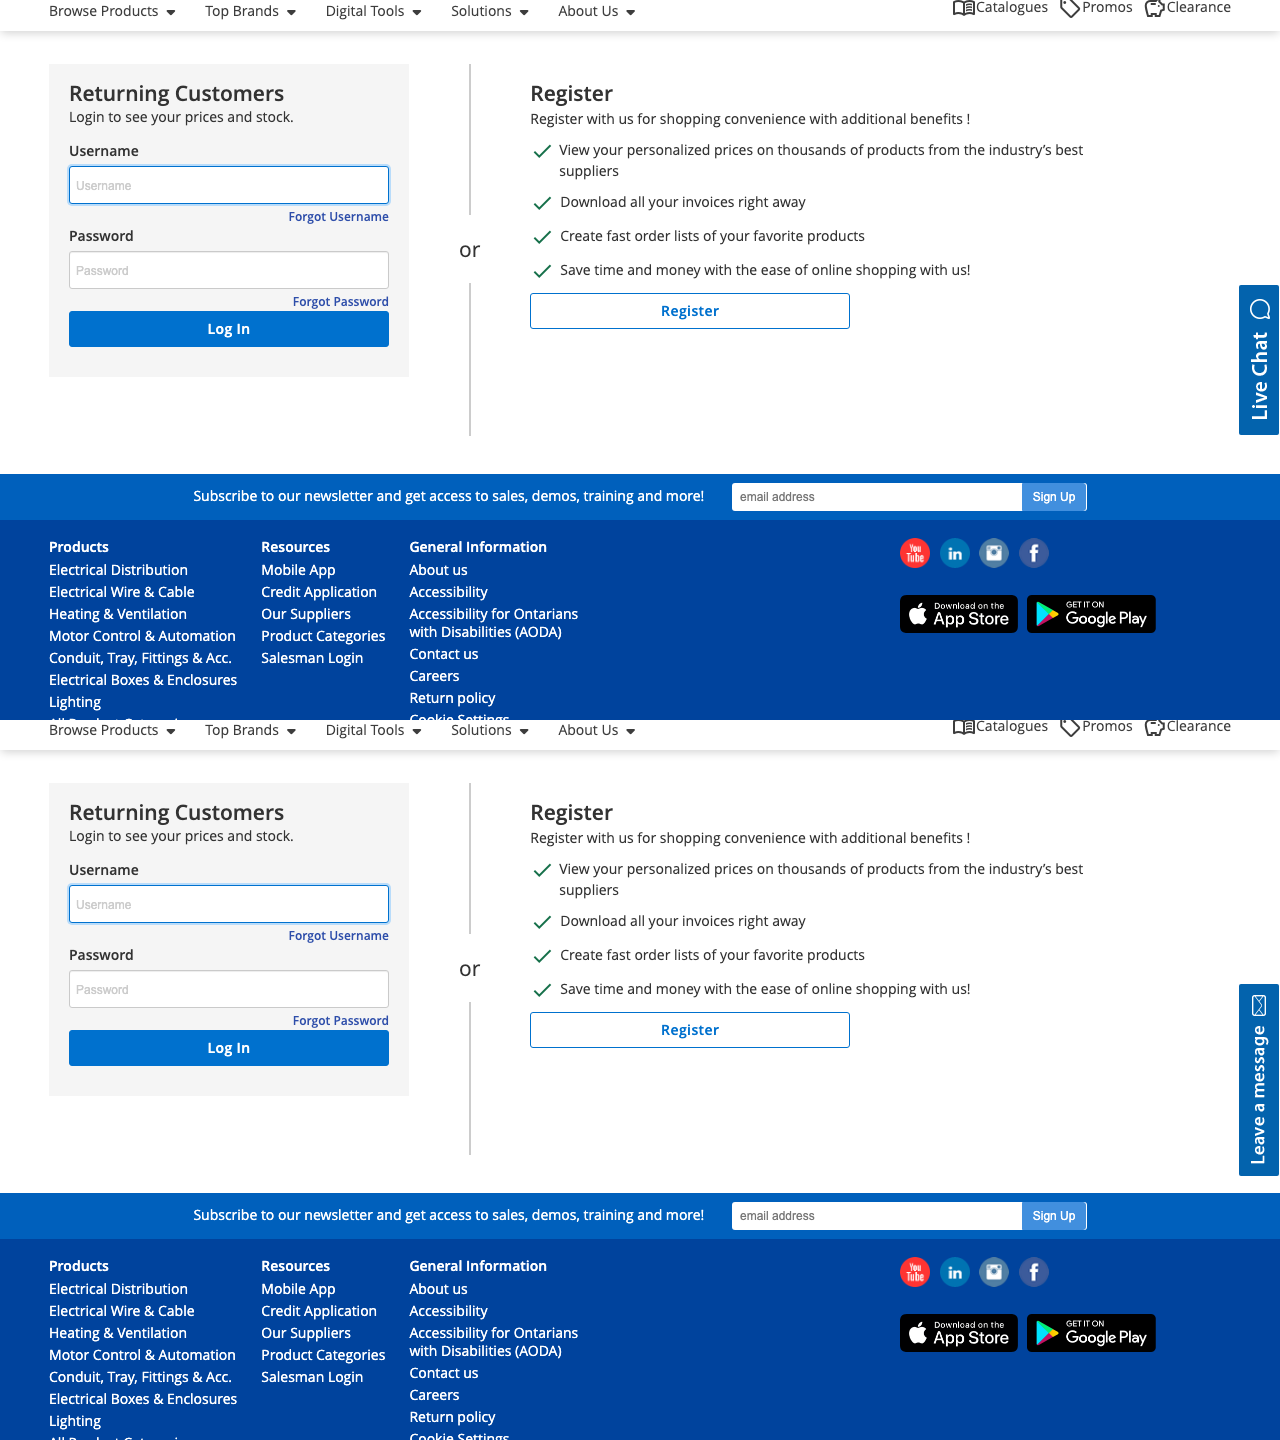 Browse Products
Top Brands
Digital Tools
Solutions
About Us
Catalogues
Promos
Clearance
Returning Customers
Login to see your prices and stock.
Username
Username
Forgot Username
Password
Password
Forgot Password
Log In
or
Register
Register with us for shopping convenience with additional benefits !
View your personalized prices on thousands of products from the industry’s best
suppliers
Download all your invoices right away
Create fast order lists of your favorite products
Save time and money with the ease of online shopping with us!
Register
Live Chat
Subscribe to our newsletter and get access to sales, demos, training and more!
email address
Sign Up
Products
Electrical Distribution
Electrical Wire & Cable
Heating & Ventilation
Motor Control & Automation
Conduit, Tray, Fittings & Acc.
Electrical Boxes & Enclosures
Lighting
Resources
Mobile App
Credit Application
Our Suppliers
Product Categories
Salesman Login
General Information
About us
Accessibility
Accessibility for Ontarians
with Disabilities (AODA)
Contact us
Careers
Return policy
Cookie Settings
You
Tube
in
f
Download on the
App Store
GET IT ON
Google Play
Browse Products
Top Brands
Digital Tools
Solutions
About Us
Catalogues
Promos
Clearance
Returning Customers
Login to see your prices and stock.
Username
Username
Forgot Username
Password
Password
Forgot Password
Log In
or
Register
Register with us for shopping convenience with additional benefits !
View your personalized prices on thousands of products from the industry’s best
suppliers
Download all your invoices right away
Create fast order lists of your favorite products
Save time and money with the ease of online shopping with us!
Register
Leave a message
Subscribe to our newsletter and get access to sales, demos, training and more!
email address
Sign Up
Products
Electrical Distribution
Electrical Wire & Cable
Heating & Ventilation
Motor Control & Automation
Conduit, Tray, Fittings & Acc.
Electrical Boxes & Enclosures
Lighting
Resources
Mobile App
Credit Application
Our Suppliers
Product Categories
Salesman Login
General Information
About us
Accessibility
Accessibility for Ontarians
with Disabilities (AODA)
Contact us
Careers
Return policy
Cookie Settings
You
Tube
in
f
Download on the
App Store
GET IT ON
Google Play